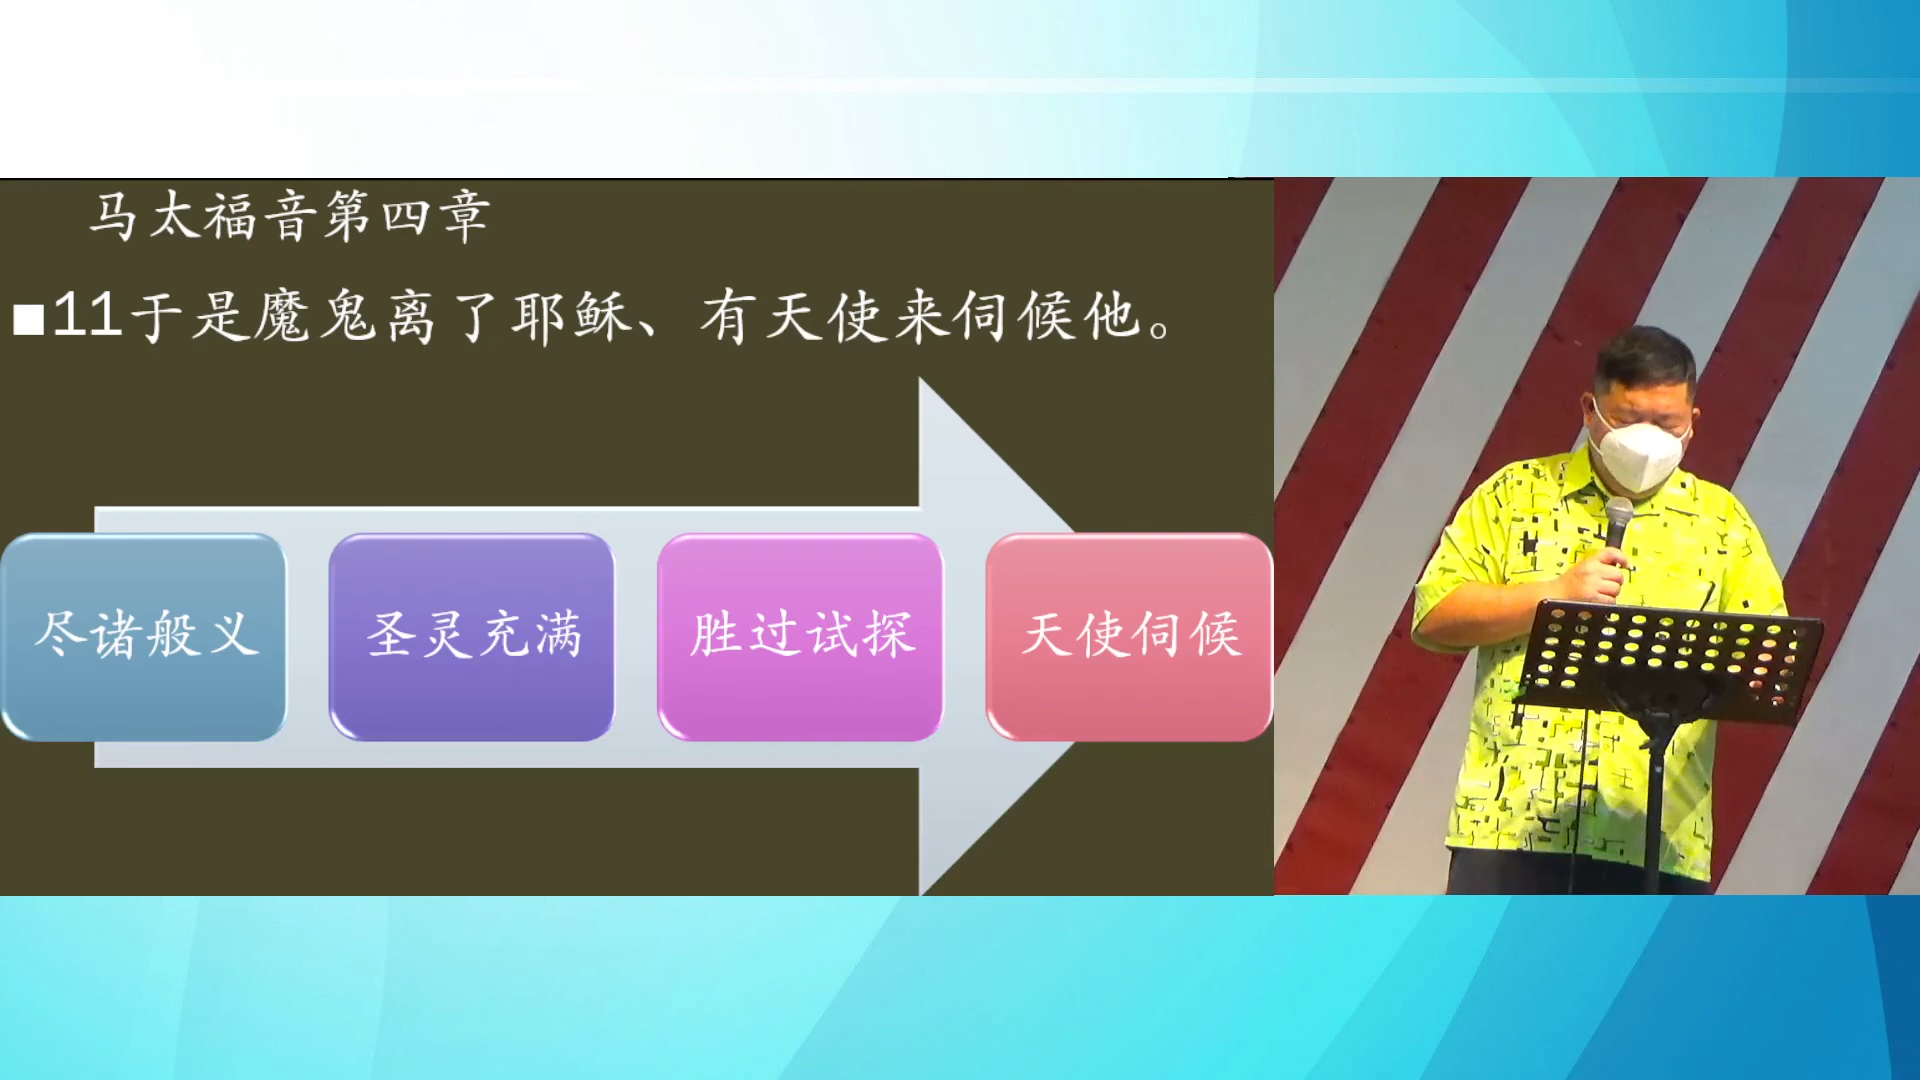 马太福音第四章
■11于是魔鬼离了耶稣、有天使来伺候他。
尽诸般义
圣灵充满
胜过试探
天使伺候